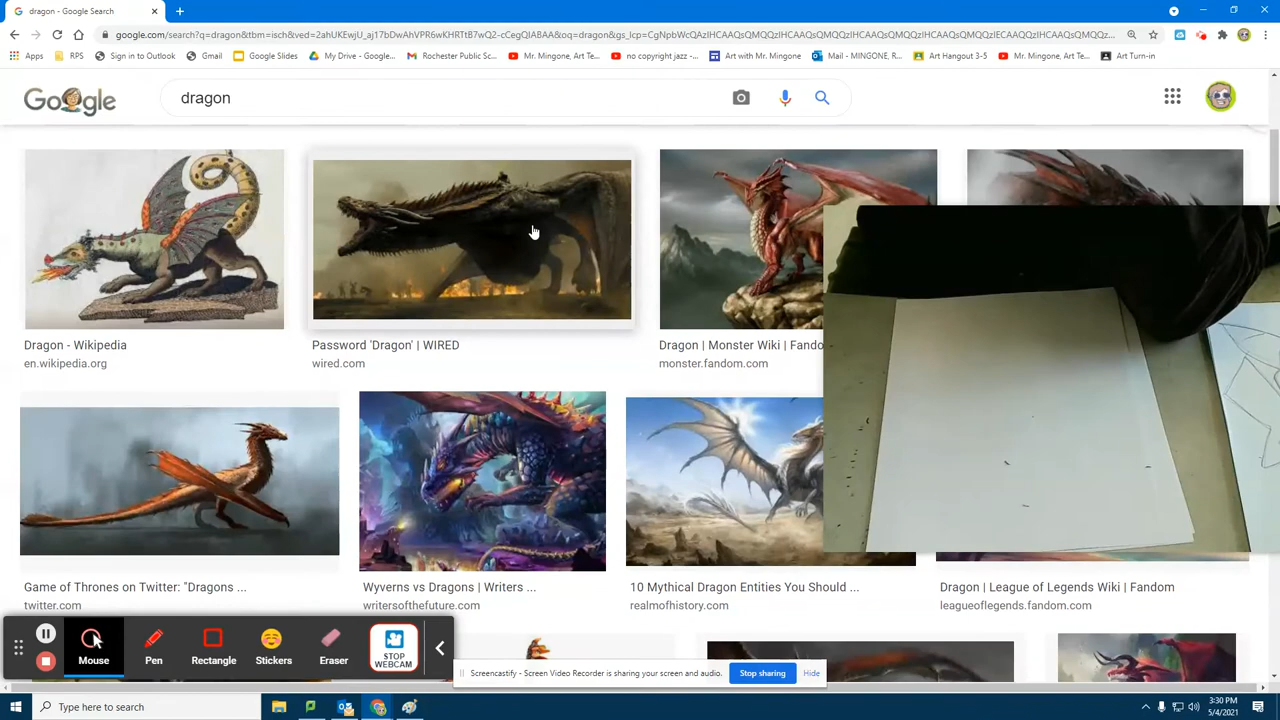 dragon - Google Search
google.com/search?q=dragon&tbm=isch&ved=2ahUKEwjU_aj17bDwAhVPR6wKHRTtB7wQ2-cCegQIABAA&oq=dragon&gs_lcp=CgNpbWcQAzIHCAAQsQMQQzIHCAAQsQMQQzIHCAAQsQMQQzIHCAAQsQMQQzIECAAQQzIHCAAQsQMQQz...
Apps RPS Sign in to Outlook Gmail Google Slides My Drive - Google... Rochester Public Sc... Mr. Mingone, Art Te... no copyright jazz -... Art with Mr. Mingone Mail - MINGONE, R... Art Hangout 3-5 Mr. Mingone, Art Te... Art Turn-in
Google dragon
Dragon - Wikipedia
en.wikipedia.org
Password 'Dragon' | WIRED
wired.com
Dragon | Monster Wiki | Fando
monster.fandom.com
Game of Thrones on Twitter: "Dragons ...
twitter.com
Wyverns vs Dragons | Writers ...
writersofthefuture.com
10 Mythical Dragon Entities You Should ...
realmofhistory.com
Dragon | League of Legends Wiki | Fandom
leagueoflegends.fandom.com
Mouse Pen Rectangle Stickers Eraser STOP WEBCAM
Screencastify - Screen Video Recorder is sharing your screen and audio. Stop sharing Hide
Type here to search
3:30 PM
5/4/2021